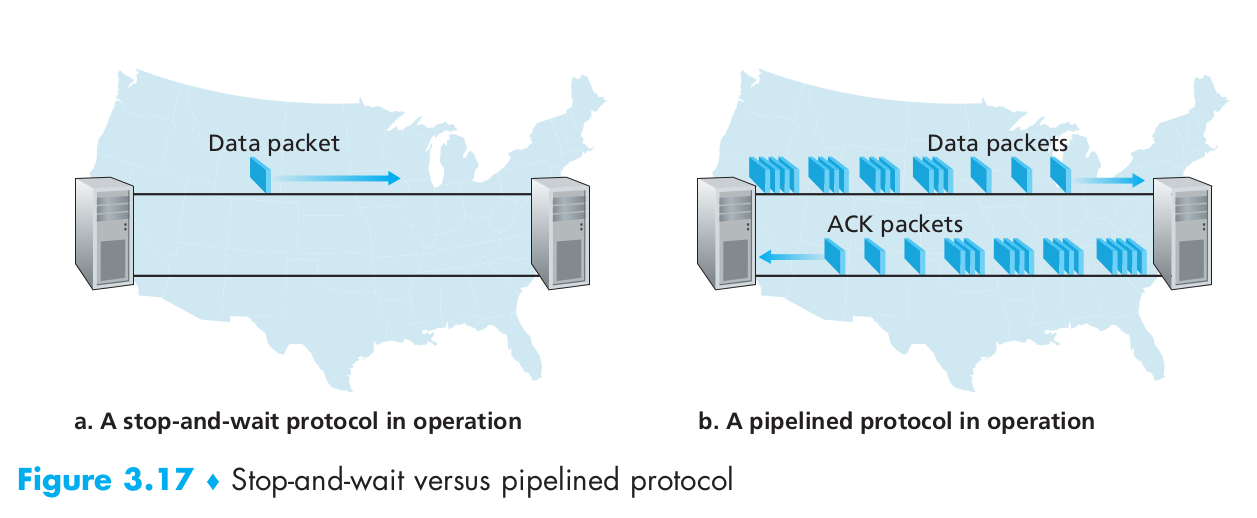 Data packet
Data packets
ACK packets
a. A stop-and-wait protocol in operation
b. A pipelined protocol in operation
Figure 3.17 ♦ Stop-and-wait versus pipelined protocol